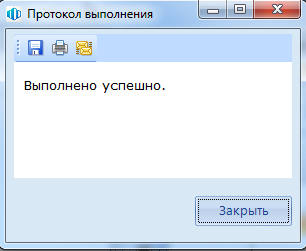 Протокол выполнения
Выполнено успешно.
Закрыть